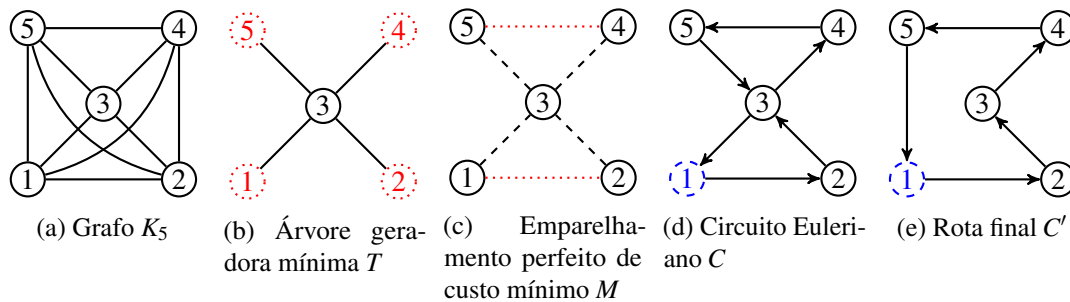 5 4 3 1 2
5 4 3 1 2
5 4 3 1 2
5 4 3 1 2
5 4 3 1 2
(a) Grafo K5
(b) Árvore gera-
dora mínima T
(c) Emparelha-
mento perfeito de
custo mínimo M
(d) Circuito Euleri-
ano C
(e) Rota final C′